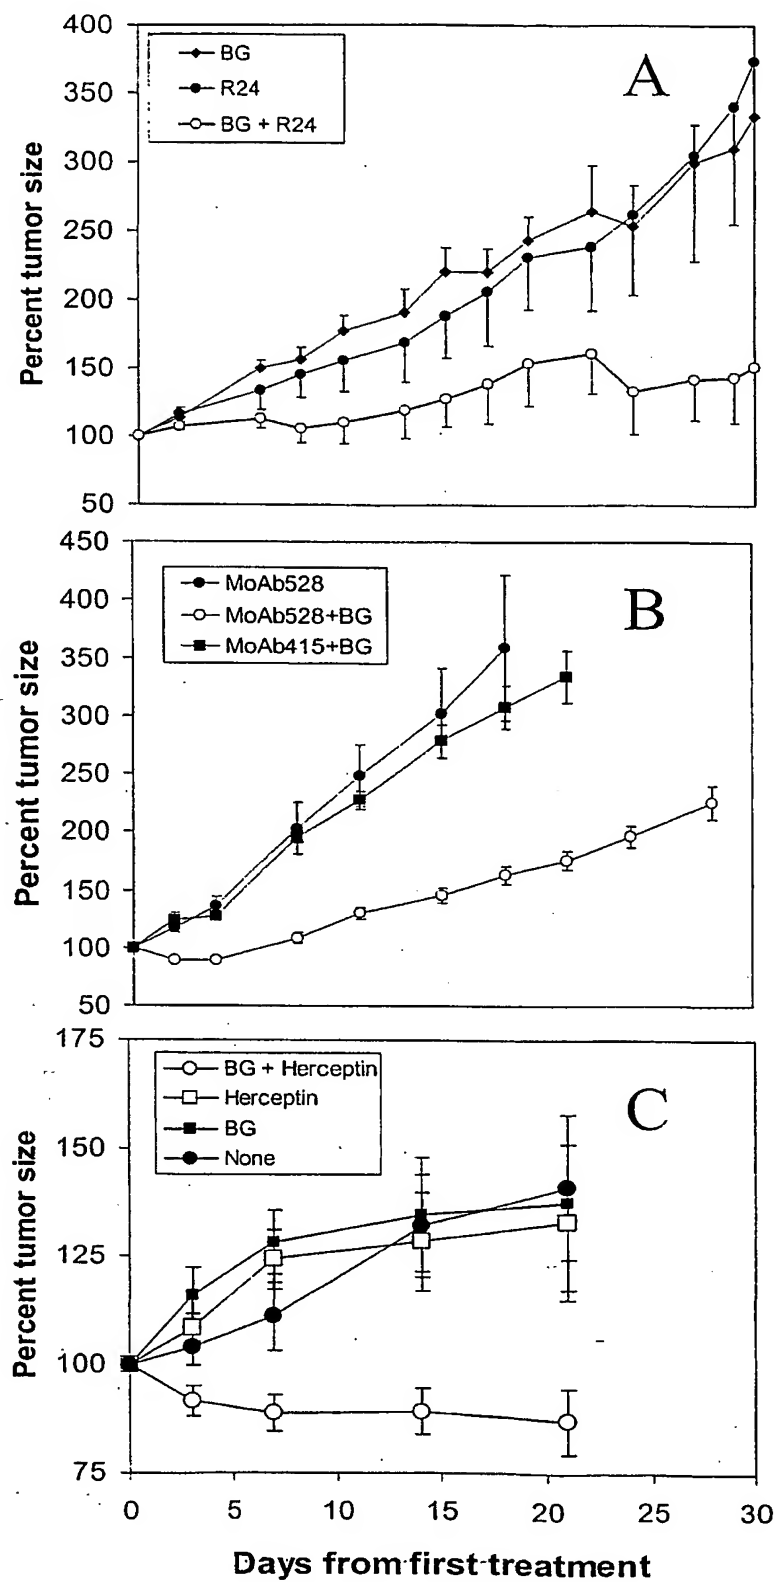 400
350
300
250
200
150
100
50
Percent tumor size
BG
R24
BG + R24
A
450
400
350
300
250
200
150
100
50
Percent tumor size
MoAb528
MoAb528+BG
MoAb415+BG
B
175
150
125
100
75
Percent tumor size
BG + Herceptin
Herceptin
BG
None
C
0 5 10 15 20 25 30
Days from first treatment